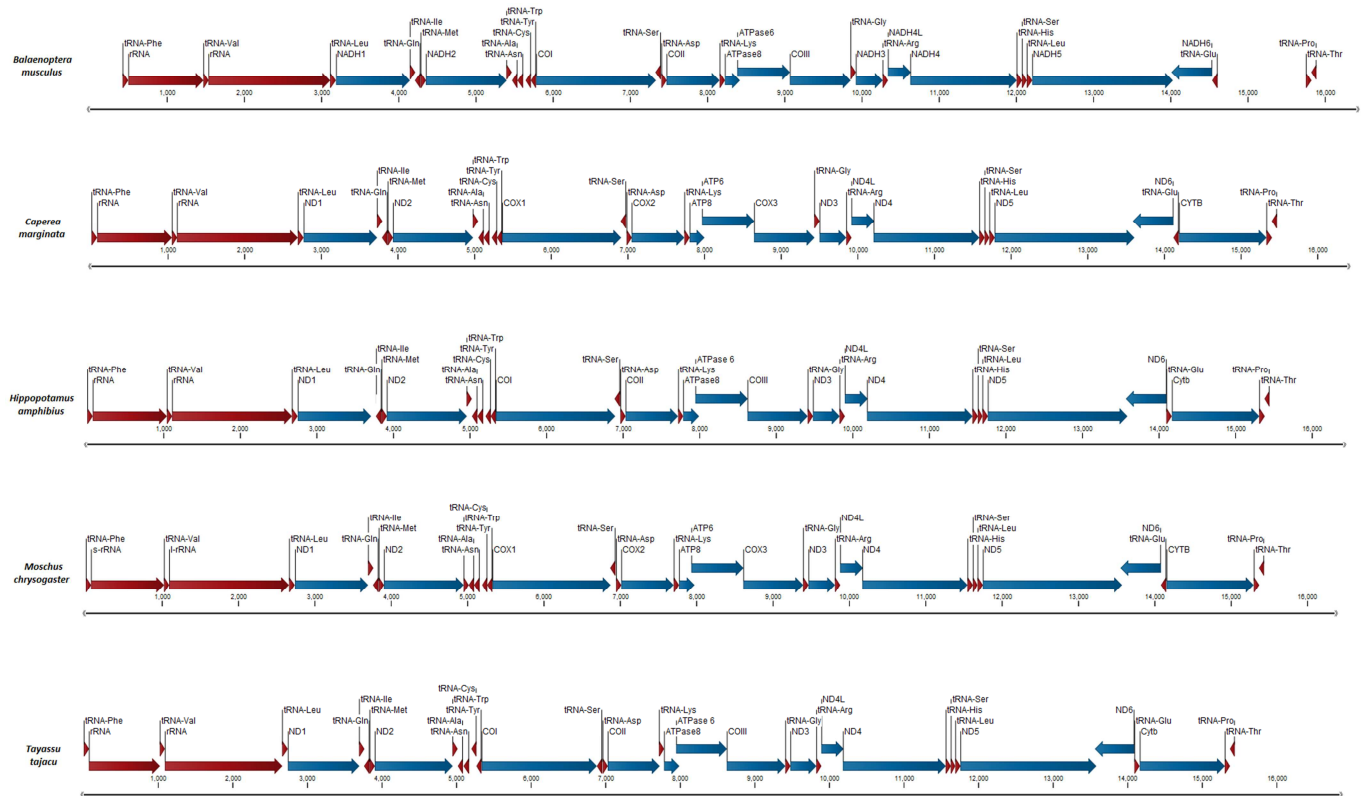 tRNA-Trp
tRNA-Ile tRNA-Tyr tRNA-Gly tRNA-Ser
tRNA-Met tRNA-Cys tRNA-Ser ATPase6 NADH4L tRNA-His
tRNA-Phe tRNA-Val tRNA-Leu tRNA-Gln tRNA-Ala tRNA-Asp tRNA-Lys tRNA-Arg tRNA-Leu NADH6 tRNA-Pro
rRNA rRNA NADH1 NADH2 tRNA-Asn COI COII ATPase8 COIII NADH3 NADH4 NADH5 tRNA-Glu tRNA-Thr
Balaenoptera
musculus
1,000 2,000 3,000 4,000 5,000 6,000 7,000 8,000 9,000 10,000 11,000 12,000 13,000 14,000 15,000 16,000
tRNA-Trp
tRNA-Ile tRNA-Tyr ATP6 tRNA-Gly ND4L tRNA-Ser
tRNA-Met tRNA-Cys tRNA-Ser tRNA-Asp tRNA-Lys tRNA-Arg tRNA-His ND6
tRNA-Phe tRNA-Val tRNA-Leu tRNA-Gln tRNA-Ala tRNA-Leu tRNA-Glu tRNA-Pro
rRNA rRNA ND1 ND2 tRNA-Asn COX1 COX2 ATP8 COX3 ND3 ND4 ND5 CYTB tRNA-Thr
Caperea
marginata
1,000 2,000 3,000 4,000 5,000 6,000 7,000 8,000 9,000 10,000 11,000 12,000 13,000 14,000 15,000 16,000
tRNA-Trp
tRNA-Ile tRNA-Tyr ND4L tRNA-Ser
tRNA-Met tRNA-Cys tRNA-Ser ATPase 6 tRNA-Arg tRNA-Leu ND6
tRNA-Phe tRNA-Val tRNA-Leu tRNA-Gln tRNA-Ala tRNA-Asp tRNA-Lys tRNA-Gly tRNA-His tRNA-Glu tRNA-Pro
rRNA rRNA ND1 ND2 tRNA-Asn COI COII ATPase8 COIII ND3 ND4 ND5 Cytb tRNA-Thr
Hippopotamus
amphibius
1,000 2,000 3,000 4,000 5,000 6,000 7,000 8,000 9,000 10,000 11,000 12,000 13,000 14,000 15,000 16,000
tRNA-Cys
tRNA-Ile tRNA-Trp ND4L tRNA-Ser
tRNA-Met tRNA-Tyr tRNA-Ser ATP6 tRNA-Gly tRNA-Leu ND6
tRNA-Phe tRNA-Val tRNA-Leu tRNA-Gln tRNA-Ala tRNA-Asp tRNA-Lys tRNA-Arg tRNA-His tRNA-Glu tRNA-Pro
s-rRNA l-rRNA ND1 ND2 tRNA-Asn COX1 COX2 ATP8 COX3 ND3 ND4 ND5 CYTB tRNA-Thr
Moschus
chrysogaster
1,000 2,000 3,000 4,000 5,000 6,000 7,000 8,000 9,000 10,000 11,000 12,000 13,000 14,000 15,000 16,000
tRNA-Cys
tRNA-Ile tRNA-Trp ND4L tRNA-Ser
tRNA-Leu tRNA-Met tRNA-Tyr tRNA-Ser tRNA-Lys tRNA-Arg tRNA-His ND6
tRNA-Phe tRNA-Val tRNA-Gln tRNA-Ala tRNA-Asp ATPase 6 tRNA-Gly tRNA-Leu tRNA-Glu tRNA-Pro
rRNA rRNA ND1 ND2 tRNA-Asn COI COII ATPase8 COIII ND3 ND4 ND5 Cytb tRNA-Thr
Tayassu
tajacu
1,000 2,000 3,000 4,000 5,000 6,000 7,000 8,000 9,000 10,000 11,000 12,000 13,000 14,000 15,000 16,000